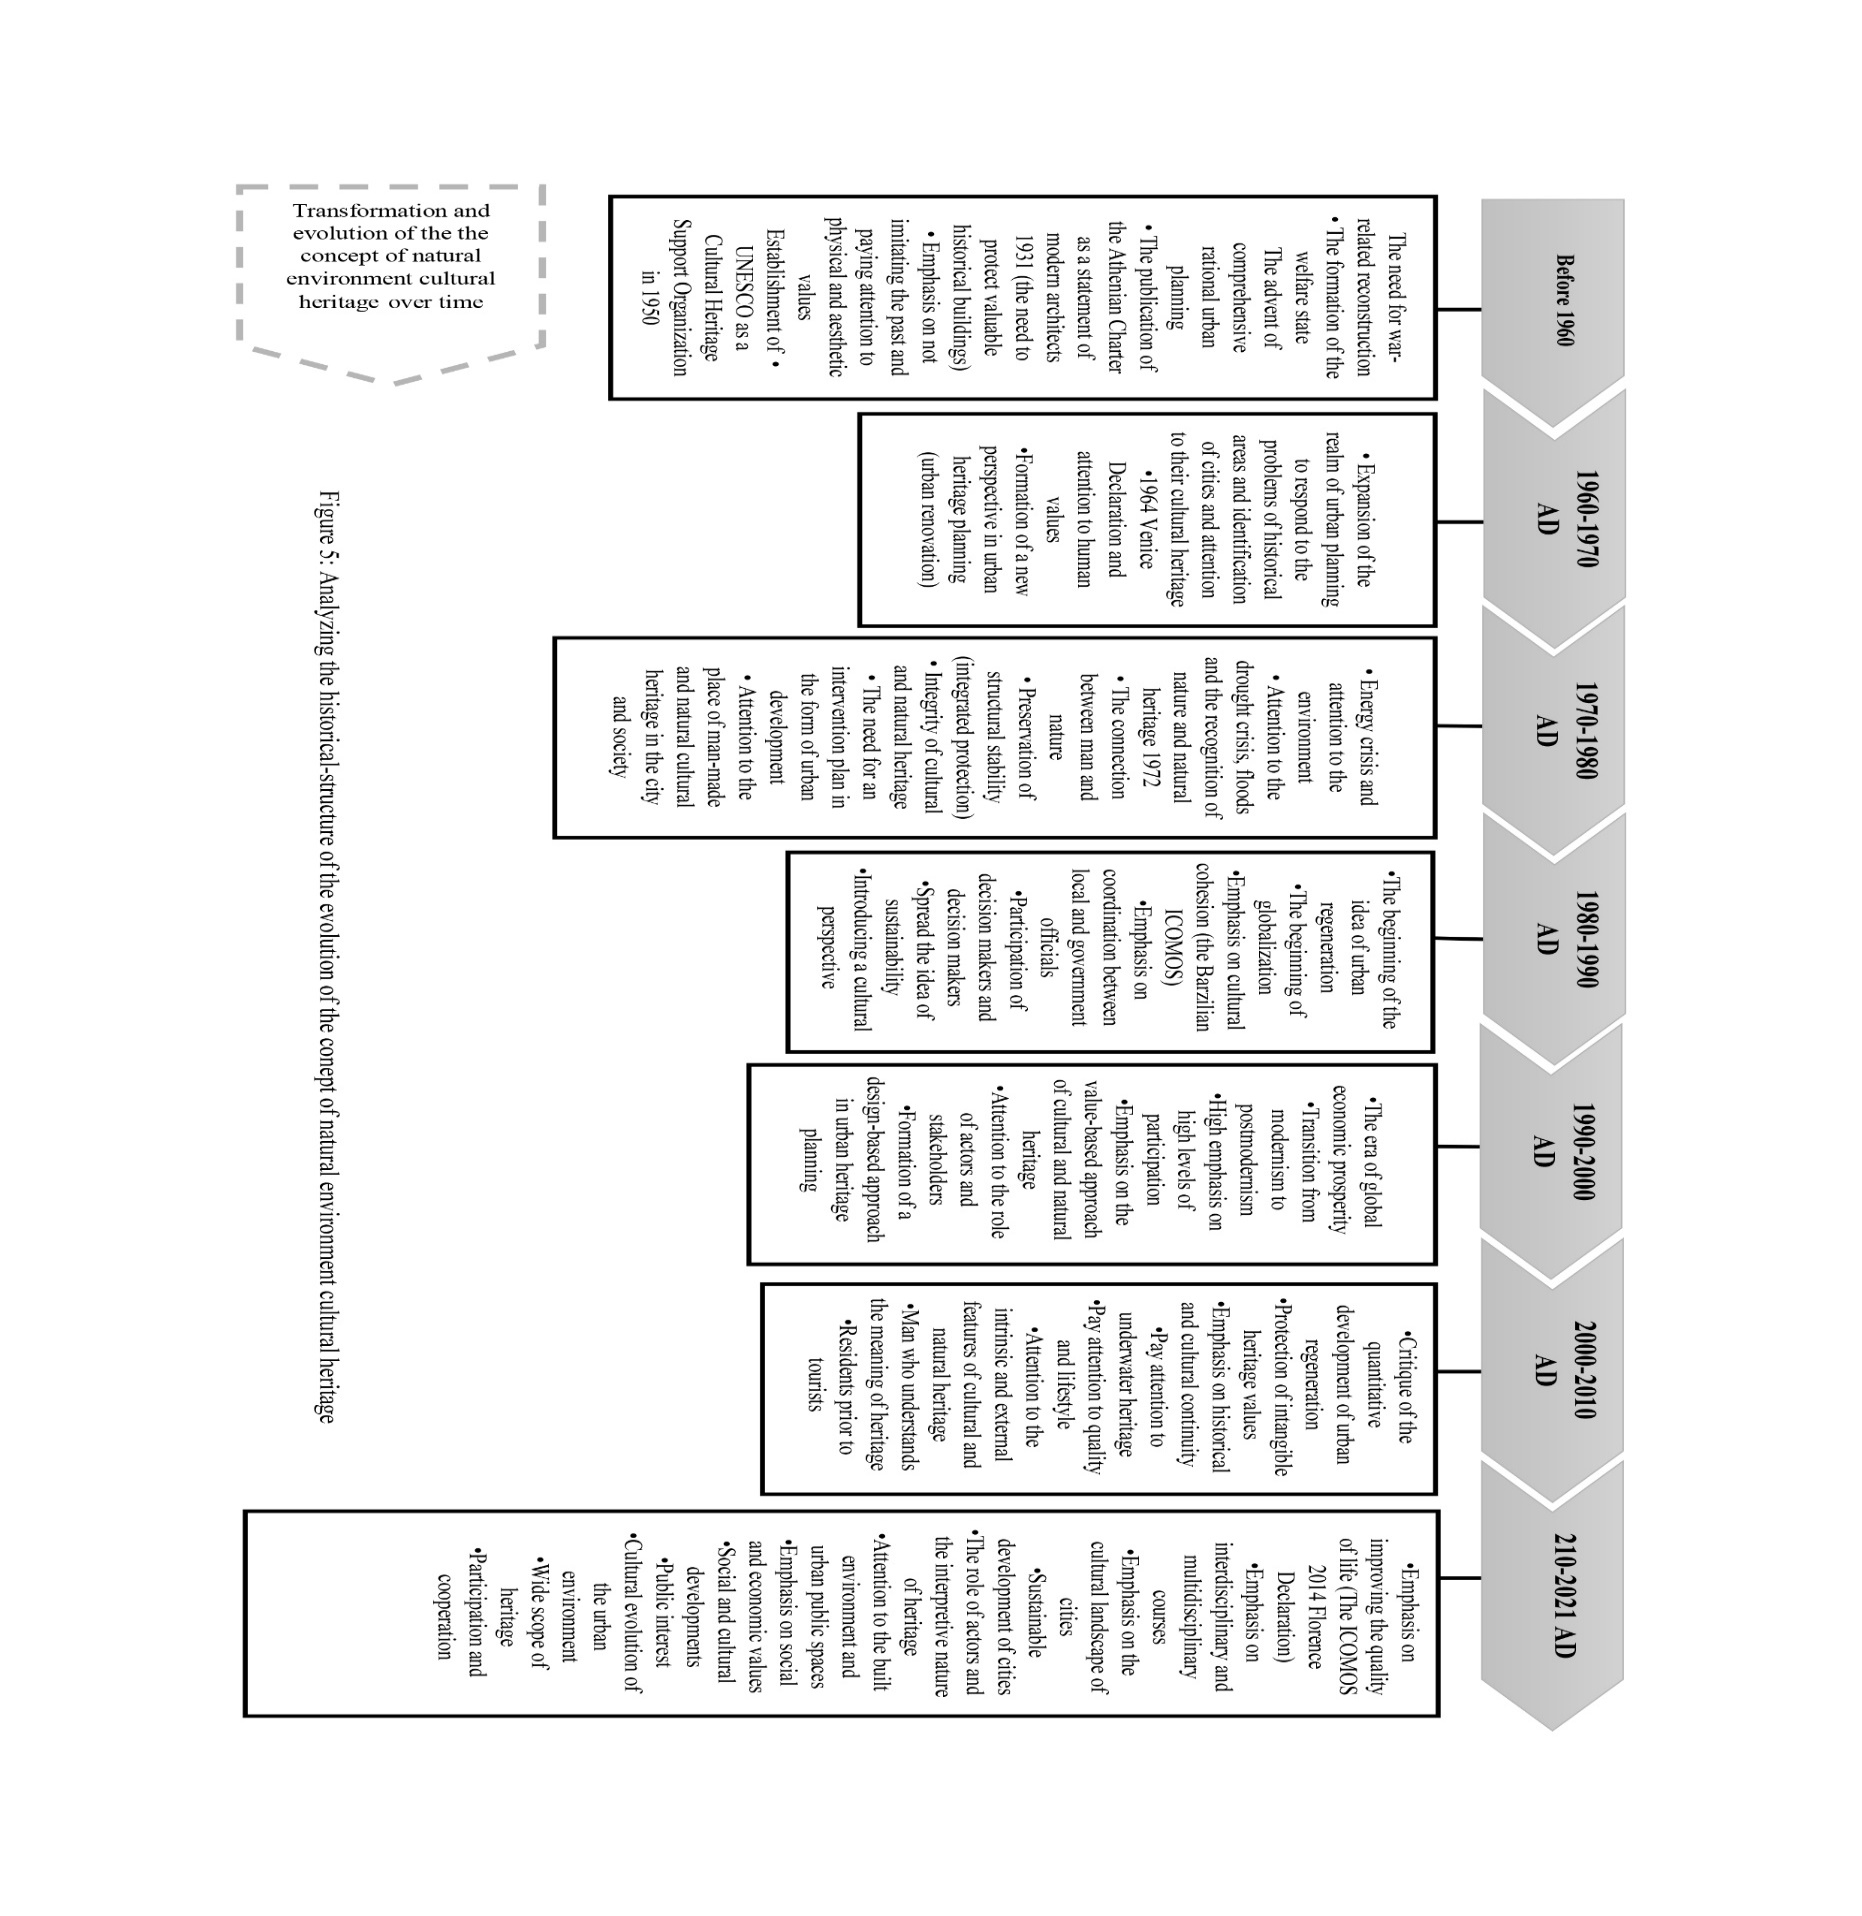 Before 1960
The need for war-
related reconstruction
• The formation of the
welfare state
The advent of
comprehensive
rational urban
planning
• The publication of
the Athenian Charter
as a statement of
modern architects
1931 (the need to
protect valuable
historical buildings)
• Emphasis on not
imitating the past and
paying attention to
physical and aesthetic
values
Establishment of •
UNESCO as a
Cultural Heritage
Support Organization
in 1950
1960-1970
AD
• Expansion of the
realm of urban planning
to respond to the
problems of historical
areas and identification
of cities and attention
to their cultural heritage
•1964 Venice
Declaration and
attention to human
values
•Formation of a new
perspective in urban
heritage planning
(urban renovation)
1970-1980
AD
• Energy crisis and
attention to the
environment
• Attention to the
drought crisis, floods
and the recognition of
nature and natural
heritage 1972
• The connection
between man and
nature
• Preservation of
structural stability
(integrated protection)
• Integrity of cultural
and natural heritage
• The need for an
intervention plan in
the form of urban
development
• Attention to the
place of man-made
and natural cultural
heritage in the city
and society
1980-1990
AD
•The beginning of the
idea of urban
regeneration
•The beginning of
globalization
•Emphasis on cultural
cohesion (the Barzilian
ICOMOS)
•Emphasis on
coordination between
local and government
officials
•Participation of
decision makers and
decision makers
•Spread the idea of
sustainability
•Introducing a cultural
perspective
1990-2000
AD
•The era of global
economic prosperity
•Transition from
modernism to
postmodernism
•High emphasis on
high levels of
participation
•Emphasis on the
value-based approach
of cultural and natural
heritage
•Attention to the role
of actors and
stakeholders
•Formation of a
design-based approach
in urban heritage
planning
2000-2010
AD
•Critique of the
quantitative
development of urban
regeneration
•Protection of intangible
heritage values
•Emphasis on historical
and cultural continuity
•Pay attention to
underwater heritage
•Pay attention to quality
and lifestyle
•Attention to the
intrinsic and external
features of cultural and
natural heritage
•Man who understands
the meaning of heritage
•Residents prior to
tourists
210-2021 AD
•Emphasis on
improving the quality
of life (The ICOMOS
2014 Florence
Declaration)
•Emphasis on
interdisciplinary and
multidisciplinary
courses
•Emphasis on the
cultural landscape of
cities
•Sustainable
development of cities
•The role of actors and
the interpretive nature
of heritage
•Attention to the built
environment and
urban public spaces
•Emphasis on social
and economic values
•Social and cultural
developments
•Public interest
•Cultural evolution of
the urban
environment
•Wide scope of
heritage
•Participation and
cooperation
Transformation and
evolution of the the
concept of natural
environment cultural
heritage over time
Figure 5: Analyzing the historical-structure of the evolution of the conept of natural environment cultural heritage